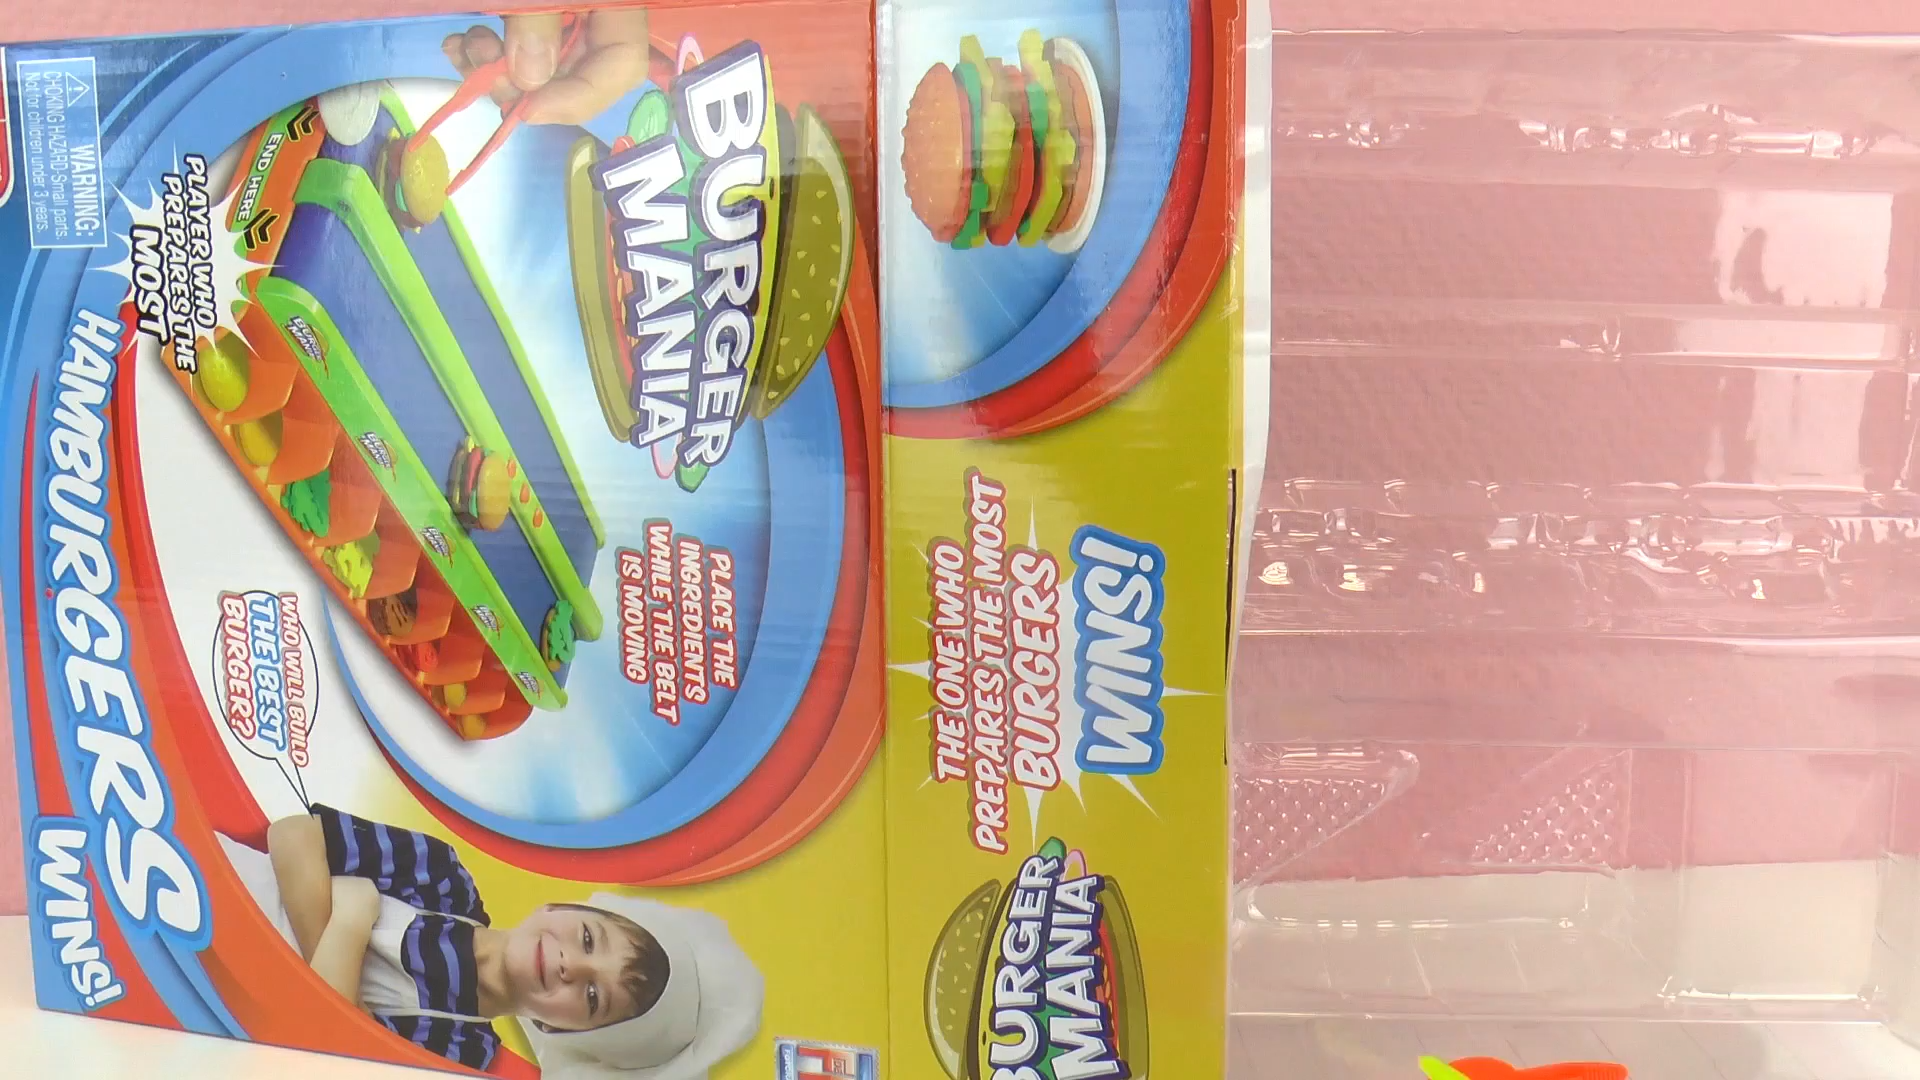 BURGER
MANIA
PLACE THE
INGREDIENTS
WHILE THE BELT
IS MOVING
END HERE
PLAYER WHO
PREPARES THE
MOST
HAMBURGERS
WINS!
WHO WILL BUILD
THE BEST
BURGER?
WARNING:
CHOKING HAZARD-Small parts.
Not for children under 3 years.
THE ONE WHO
PREPARES THE MOST
BURGERS
WINS!
BURGER
MANIA